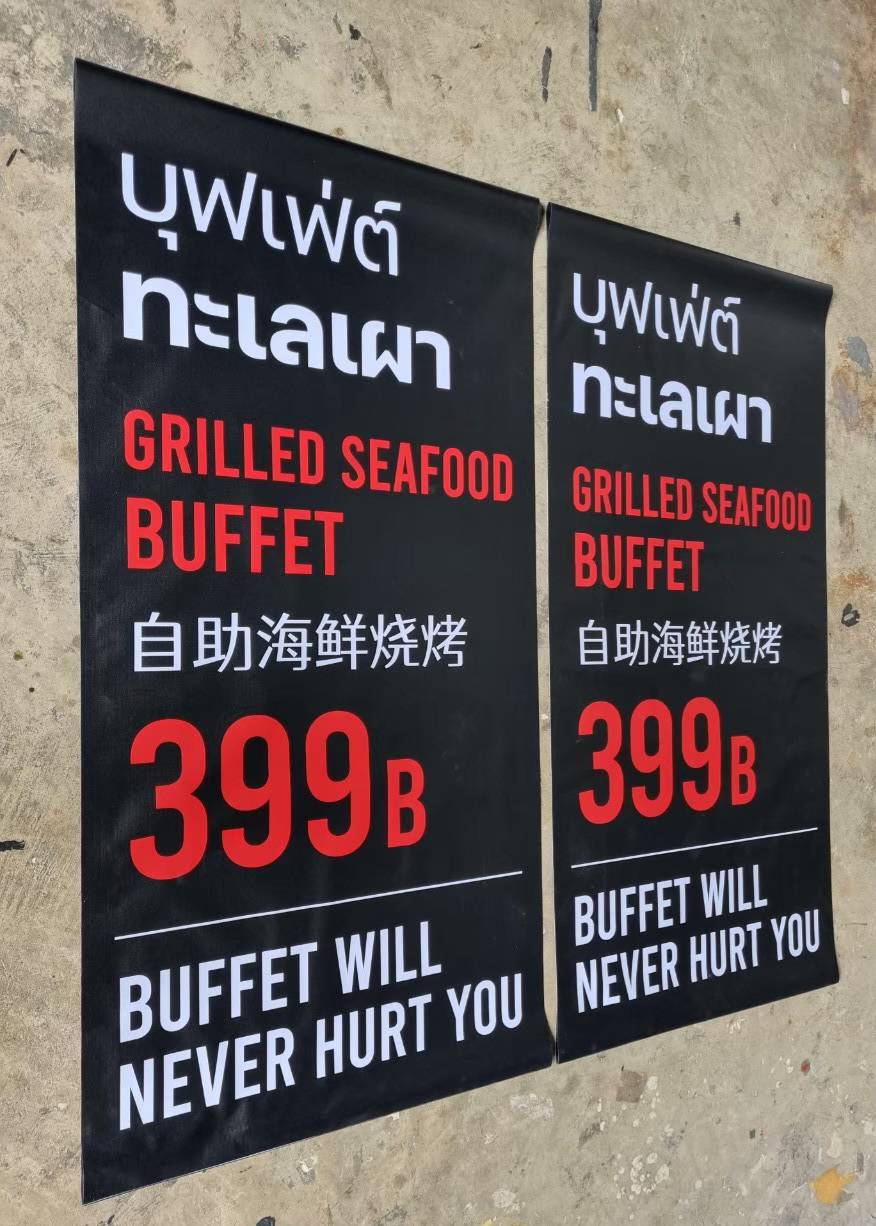 บุฟเฟ่ต์
ทะเลเผา
GRILLED SEAFOOD
BUFFET
自助海鲜烧烤
399B
BUFFET WILL
NEVER HURT YOU
บุฟเฟ่ต์
ทะเลเผา
GRILLED SEAFOOD
BUFFET
自助海鲜烧烤
399B
BUFFET WILL
NEVER HURT YOU